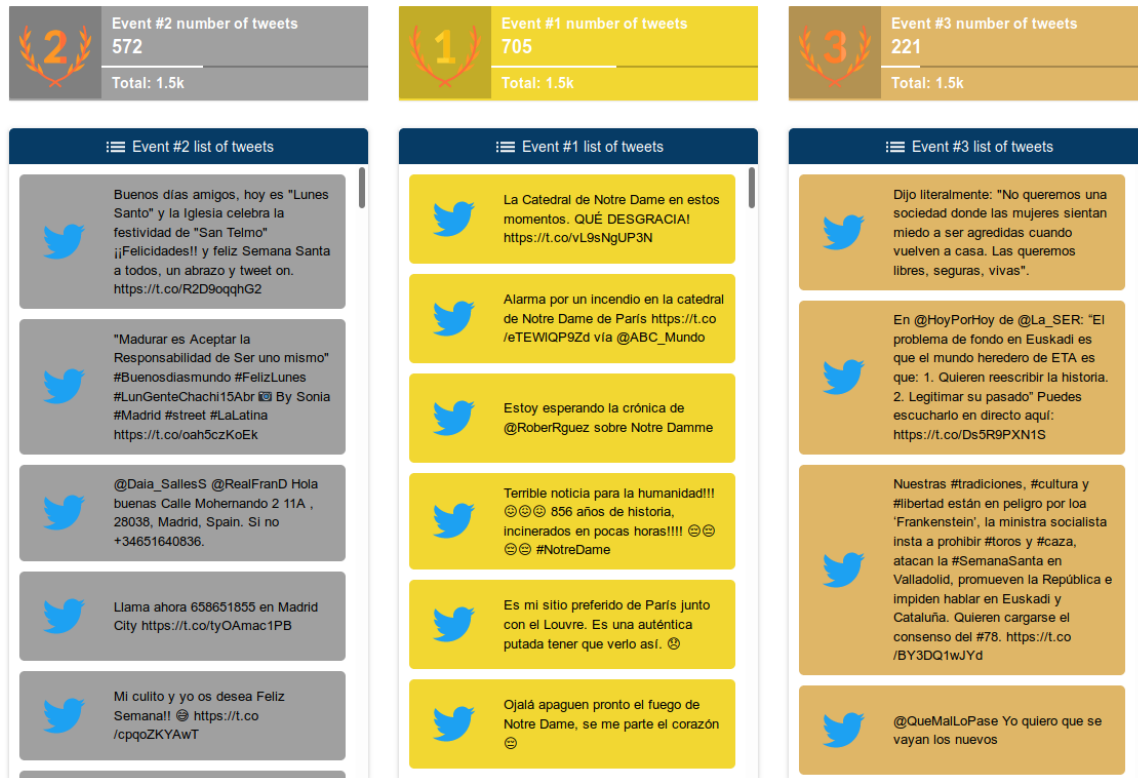 2
Event #2 number of tweets
572
Total: 1.5k
Event #2 list of tweets
Buenos días amigos, hoy es "Lunes
Santo" y la Iglesia celebra la
festividad de "San Telmo"
¡¡Felicidades!! y feliz Semana Santa
a todos, un abrazo y tweet on.
https://t.co/R2D9oqqhG2
"Madurar es Aceptar la
Responsabilidad de Ser uno mismo"
#Buenosdiasmundo #FelizLunes
#LunGenteChachi15Abr 📷 By Sonia
#Madrid #street #LaLatina
https://t.co/oah5czKoEk
@Daia_SallesS @RealFranD Hola
buenas Calle Mohernando 2 11A ,
28038, Madrid, Spain. Si no
+34651640836.
Llama ahora 658651855 en Madrid
City https://t.co/tyOAmac1PB
Mi culito y yo os desea Feliz
Semana!! 😅 https://t.co
/cpqoZKYAwT
1
Event #1 number of tweets
705
Total: 1.5k
Event #1 list of tweets
La Catedral de Notre Dame en estos
momentos. QUÉ DESGRACIA!
https://t.co/vL9sNgUP3N
Alarma por un incendio en la catedral
de Notre Dame de París https://t.co
/eTEWlQP9Zd vía @ABC_Mundo
Estoy esperando la crónica de
@RoberRguez sobre Notre Damme
Terrible noticia para la humanidad!!!
😖😖😖 856 años de historia,
incinerados en pocas horas!!!! 😔😔
😔😔 #NotreDame
Es mi sitio preferido de París junto
con el Louvre. Es una auténtica
putada tener que verlo así. 😞
Ojalá apaguen pronto el fuego de
Notre Dame, se me parte el corazón
😔
3
Event #3 number of tweets
221
Total: 1.5k
Event #3 list of tweets
Dijo literalmente: "No queremos una
sociedad donde las mujeres sientan
miedo a ser agredidas cuando
vuelven a casa. Las queremos
libres, seguras, vivas".
En @HoyPorHoy de @La_SER: “El
problema de fondo en Euskadi es
que el mundo heredero de ETA es
que: 1. Quieren reescribir la historia.
2. Legitimar su pasado” Puedes
escucharlo en directo aquí:
https://t.co/Ds5R9PXN1S
Nuestras #tradiciones, #cultura y
#libertad están en peligro por loa
‘Frankenstein’, la ministra socialista
insta a prohibir #toros y #caza,
atacan la #SemanaSanta en
Valladolid, promueven la República e
impiden hablar en Euskadi y
Cataluña. Quieren cargarse el
consenso del #78. https://t.co
/BY3DQ1wJYd
@QueMalLoPase Yo quiero que se
vayan los nuevos